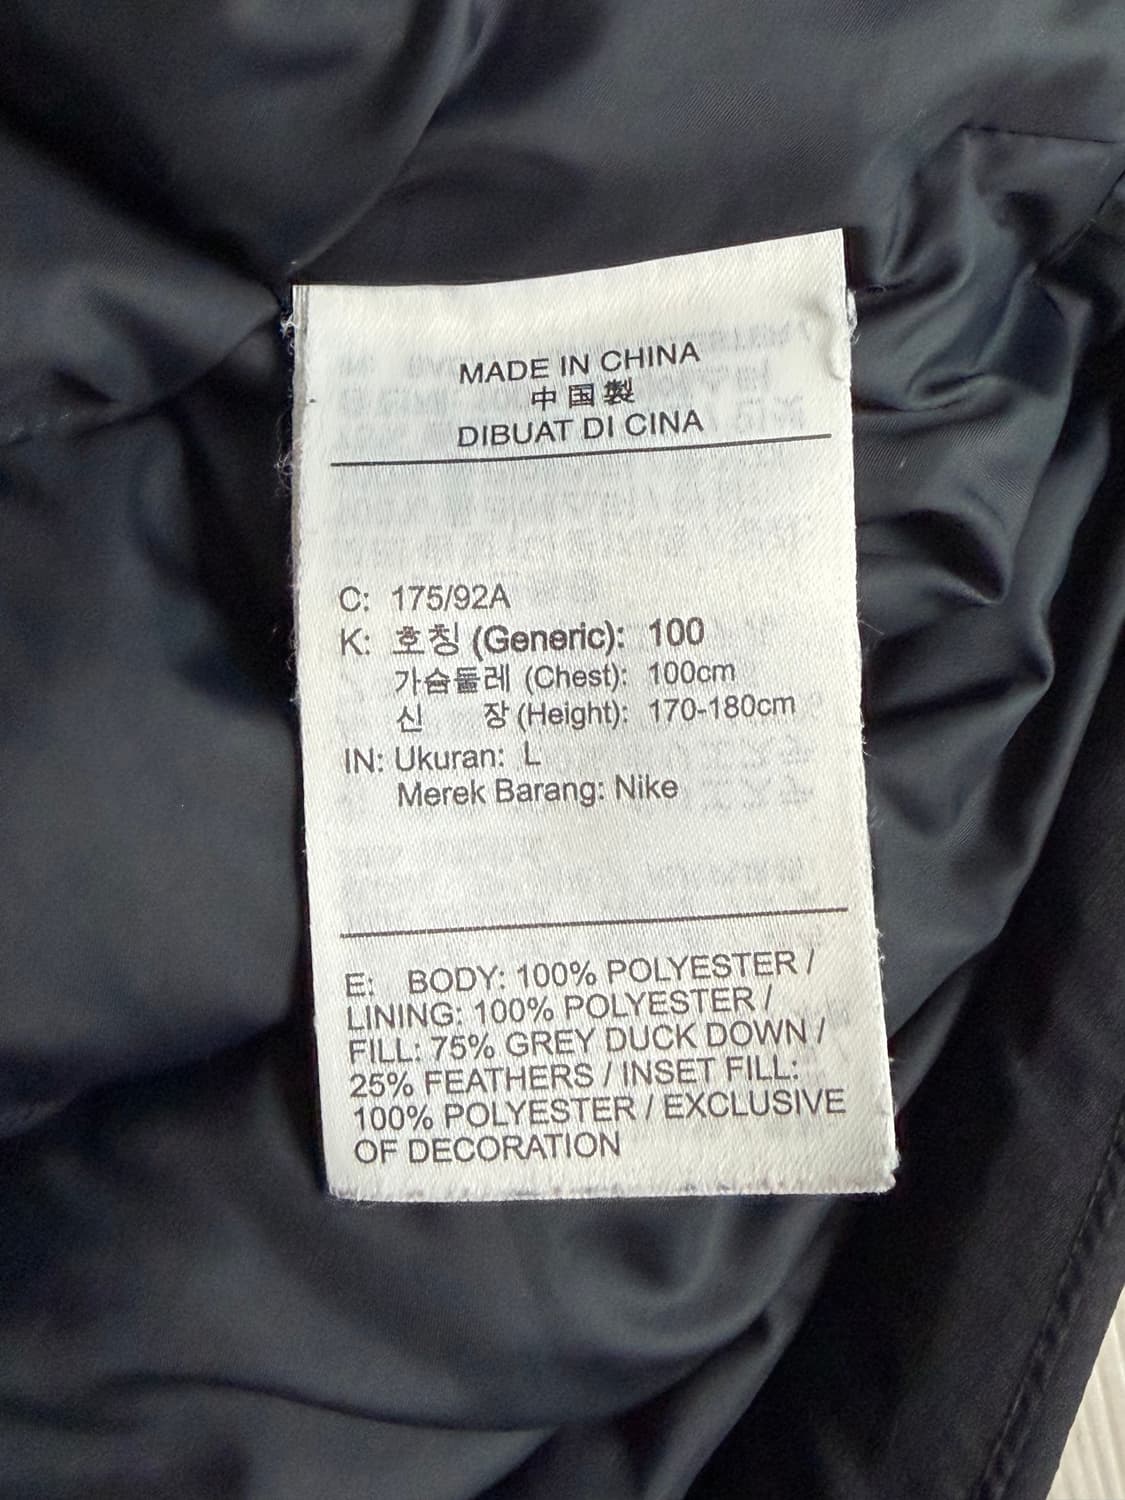 MADE IN CHINA
中国製
DIBUAT DI CINA
C: 175/92A
K: 호칭 (Generic): 100
가슴둘레 (Chest): 100cm
신 장 (Height): 170-180cm
IN: Ukuran: L
Merek Barang: Nike
E: BODY: 100% POLYESTER /
LINING: 100% POLYESTER /
FILL: 75% GREY DUCK DOWN /
25% FEATHERS / INSET FILL:
100% POLYESTER / EXCLUSIVE
OF DECORATION